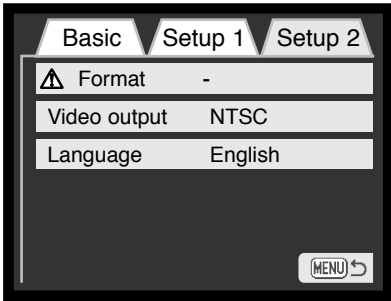 Basic Setup 1 Setup 2
Format -
Video output NTSC
Language English
MENU